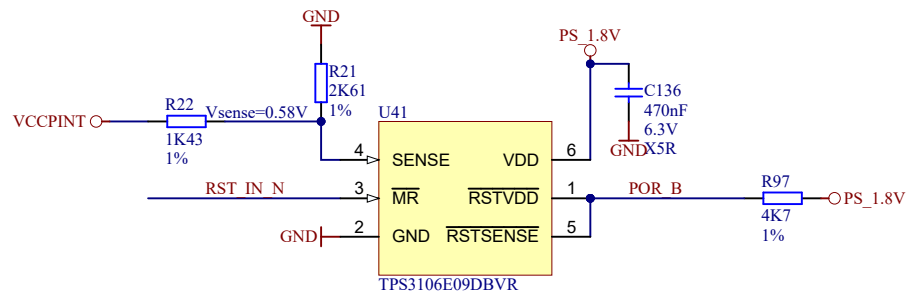 GND
PS_1.8V
R21
2K61
1%
C136
470nF
6.3V
X5R
GND
R22
Vsense=0.58V
U41
VCCPINT
1K43
1%
4
SENSE
VDD
6
RST_IN_N
3
MR
RSTVDD
1
POR_B
R97
PS_1.8V
4K7
1%
GND
2
GND
RSTSENSE
5
TPS3106E09DBVR